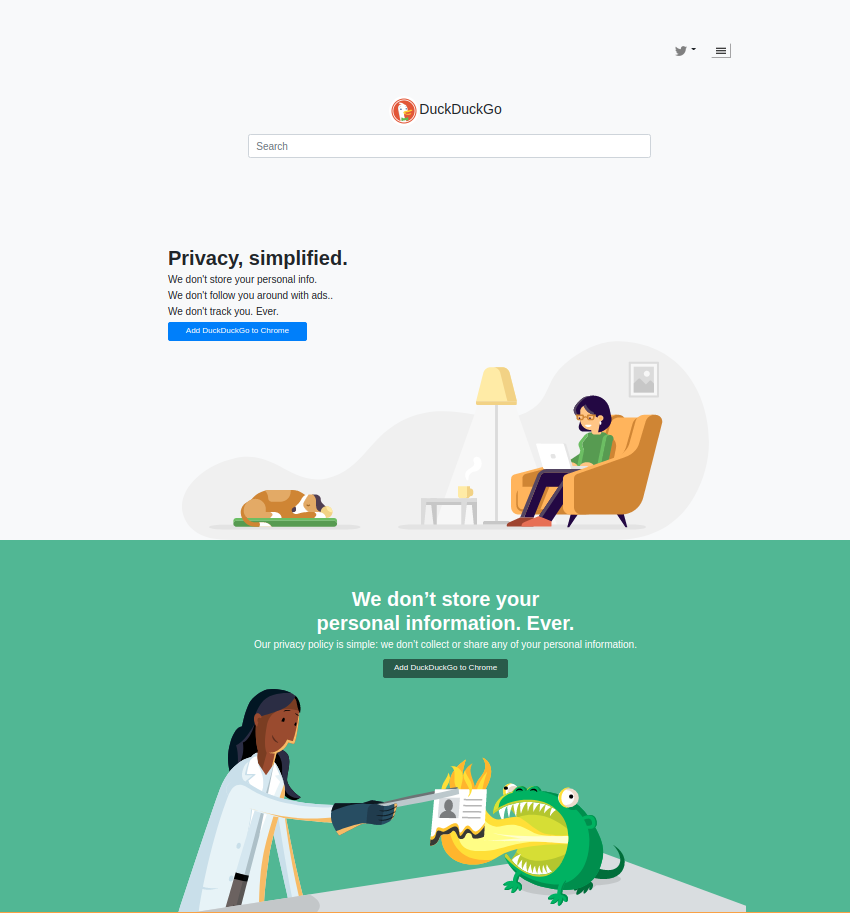 DuckDuckGo
Search
Privacy, simplified.
We don't store your personal info.
We don't follow you around with ads..
We don't track you. Ever.
Add DuckDuckGo to Chrome
We don’t store your
personal information. Ever.
Our privacy policy is simple: we don’t collect or share any of your personal information.
Add DuckDuckGo to Chrome